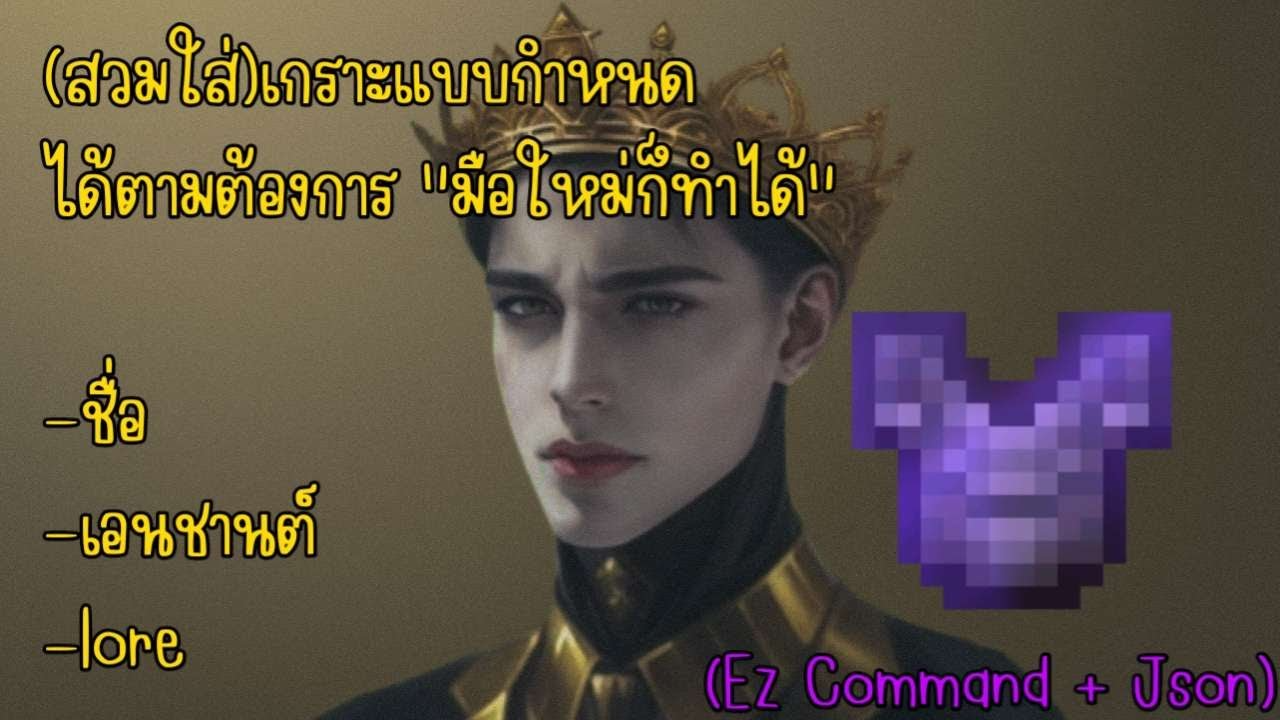 (สวมใส่)เกราะแบบกำหนด
ได้ตามต้องการ "มือใหม่ก็ทำได้"
-ชื่อ
-เอนชานต์
-lore
(Ez Command + Json)